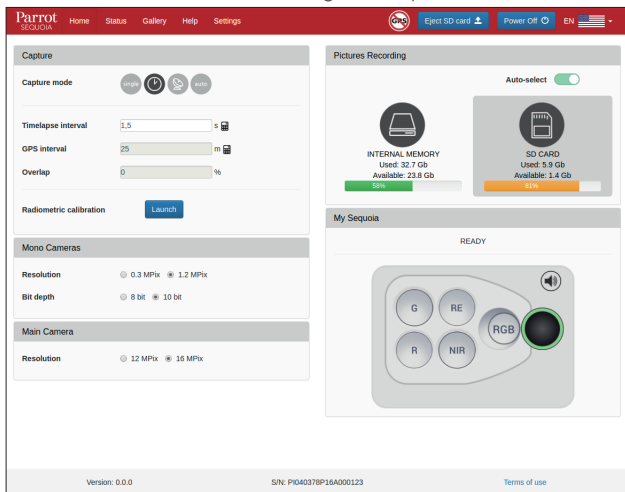 Parrot
SEQUOIA
Home Status Gallery Help Settings
GPS
Eject SD card
Power Off
EN
Capture
Capture mode
single
auto
Timelapse interval 1,5 s
GPS interval 25 m
Overlap 0 %
Radiometric calibration Launch
Mono Cameras
Resolution 0.3 MPix 1.2 MPix
Bit depth 8 bit 10 bit
Main Camera
Resolution 12 MPix 16 MPix
Pictures Recording
Auto-select
INTERNAL MEMORY
Used: 32.7 Gb
Available: 23.8 Gb
58%
SD CARD
Used: 5.9 Gb
Available: 1.4 Gb
81%
My Sequoia
READY
G RE
RGB
R NIR
Version: 0.0.0 S/N: PI040378P16A000123 Terms of use